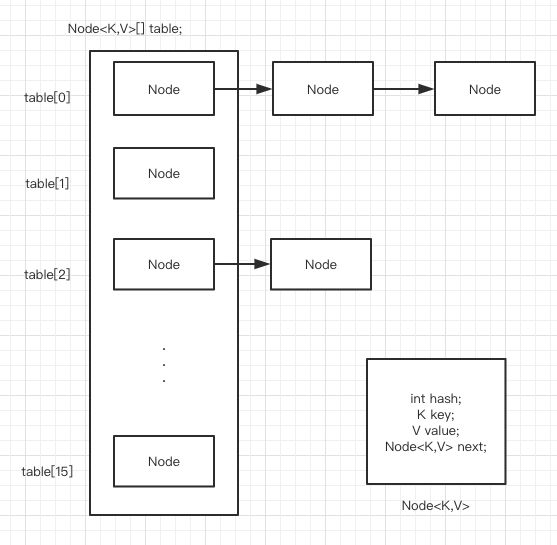 Node<K,V>[] table;
table[0]
Node
Node
Node
table[1]
Node
table[2]
Node
Node
.
.
.
int hash;
K key;
V value;
Node<K,V> next;
table[15]
Node
Node<K,V>